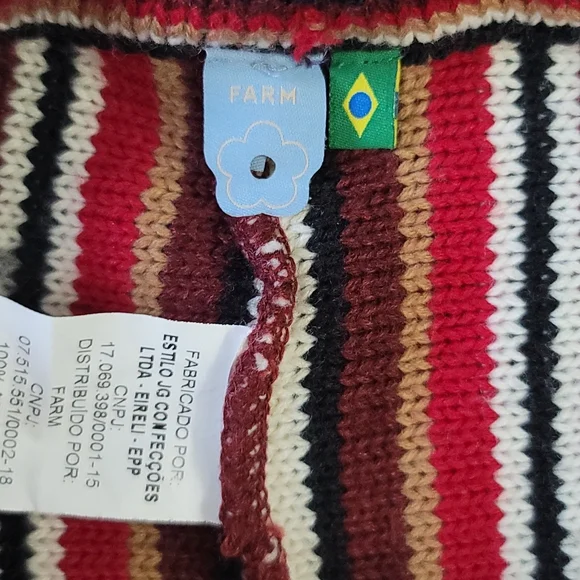 FARM
FABRICADO POR:
ESTILO JG CONFECÇÕES
LTDA - EIRELI - EPP
CNPJ:
17.069.398/0001-15
DISTRIBUÍDO POR:
FARM
CNPJ:
07.515.551/0002-18
100%